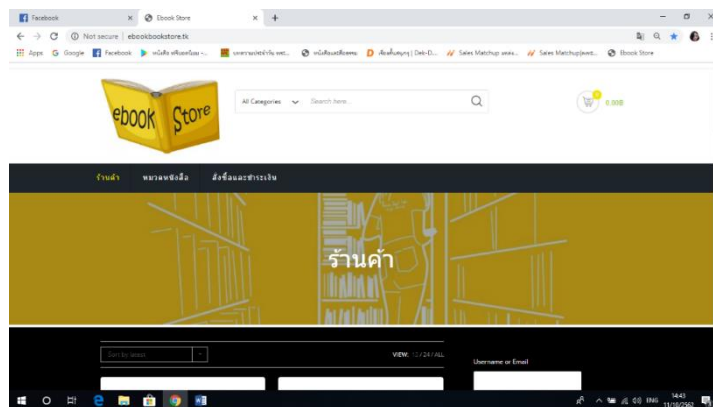 Facebook
Ebook Store
Not secure | ebookbookstore.tk
Apps
Google
Facebook
Sales Matchup
Sales Matchup
Ebook Store
ebook Store
All Categories
Search here...
0
0.00฿
ร้านค้า
หมวดหนังสือ
สั่งซื้อและชำระเงิน
ร้านค้า
Sort by latest
VIEW: 12 / 24 / ALL
Username or Email
ENG
14:43
11/10/2562